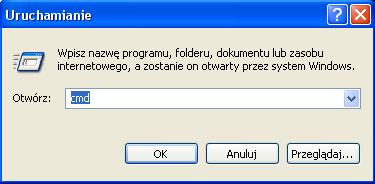 Uruchamianie
Wpisz nazwę programu, folderu, dokumentu lub zasobu
internetowego, a zostanie on otwarty przez system Windows.
Otwórz: cmd
OK Anuluj Przeglądaj...